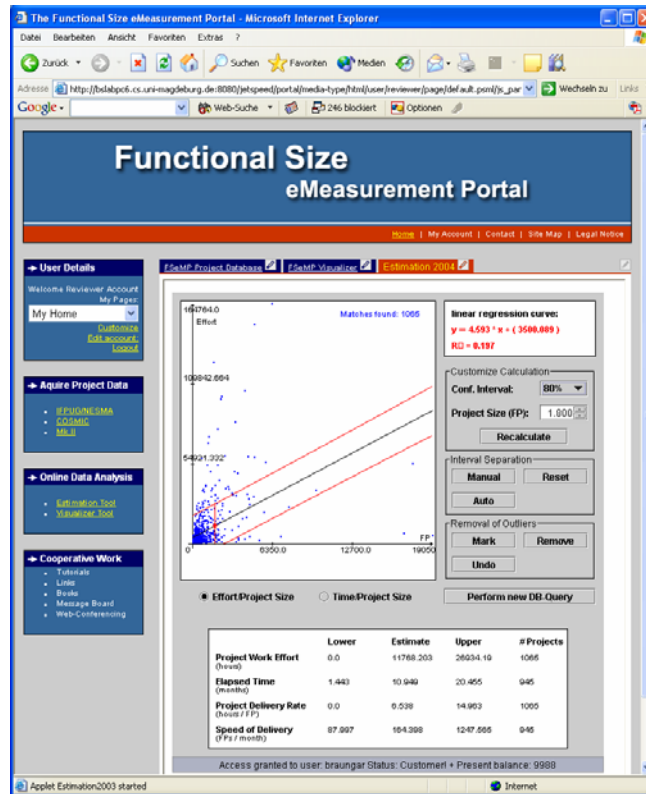 The Functional Size eMeasurement Portal - Microsoft Internet Explorer
Datei Bearbeiten Ansicht Favoriten Extras ?
Zurück Suchen Favoriten Medien
Adresse http://bslabpc6.cs.uni-magdeburg.de:8080/jetspeed/portal/media-type/html/user/reviewer/page/default.psml/js_par Wechseln zu Links
Google - Web-Suche 246 blockiert Optionen
Functional Size
eMeasurement Portal
Home | My Account | Contact | Site Map | Legal Notice
User Details
Welcome Reviewer Account
My Pages:
My Home
Customize
Edit account
Logout
Aquire Project Data
IFPUG/NESMA
COSMIC
Mk II
Online Data Analysis
Estimation Tool
Visualizer Tool
Cooperative Work
Tutorials
Links
Books
Message Board
Web-Conferencing
FSeMP Project Database FSeMP Visualizer Estimation 2004
164764.0
Effort
Matches found: 1065
109842.664
54921.332
FP
0 6350.0 12700.0 19050
linear regression curve:
y = 4.593 * x + ( 3500.089 )
R□ = 0.197
Customize Calculation
Conf. Interval: 80%
Project Size (FP): 1.800
Recalculate
Interval Separation
Manual Reset
Auto
Removal of Outliers
Mark Remove
Undo
Effort/Project Size Time/Project Size Perform new DB-Query
Lower Estimate Upper # Projects
Project Work Effort 0.0 11768.203 26934.19 1065
(hours)
Elapsed Time 1.443 10.949 20.455 945
(months)
Project Delivery Rate 0.0 6.538 14.963 1065
(hours / FP)
Speed of Delivery 87.997 164.398 1247.565 945
(FPs / month)
Access granted to user: braungar Status: Customerl + Present balance: 9988
Applet Estimation2003 started Internet